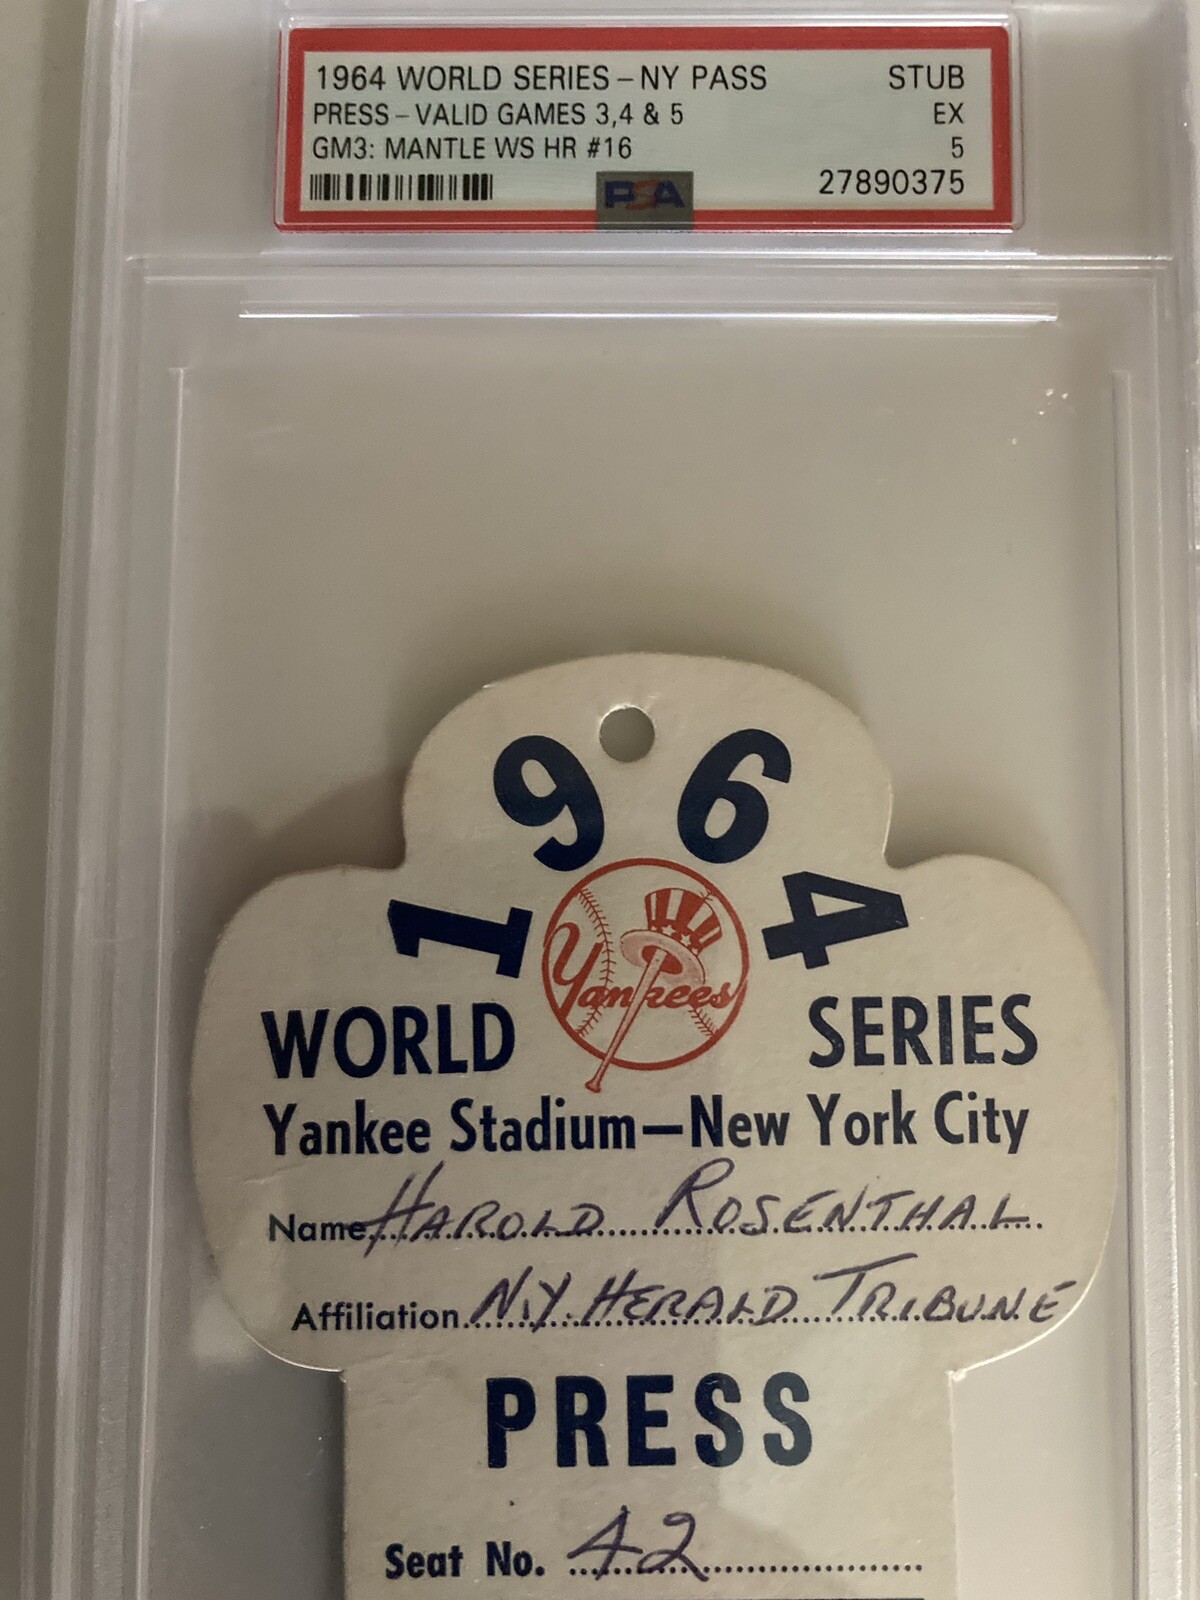 1964 WORLD SERIES – NY PASS STUB
PRESS – VALID GAMES 3,4 & 5 EX
GM3: MANTLE WS HR #16 5
PSA 27890375
1964
Yankees
WORLD SERIES
Yankee Stadium—New York City
Name HAROLD ROSENTHAL
Affiliation N.Y. HERALD TRIBUNE
PRESS
Seat No. 42